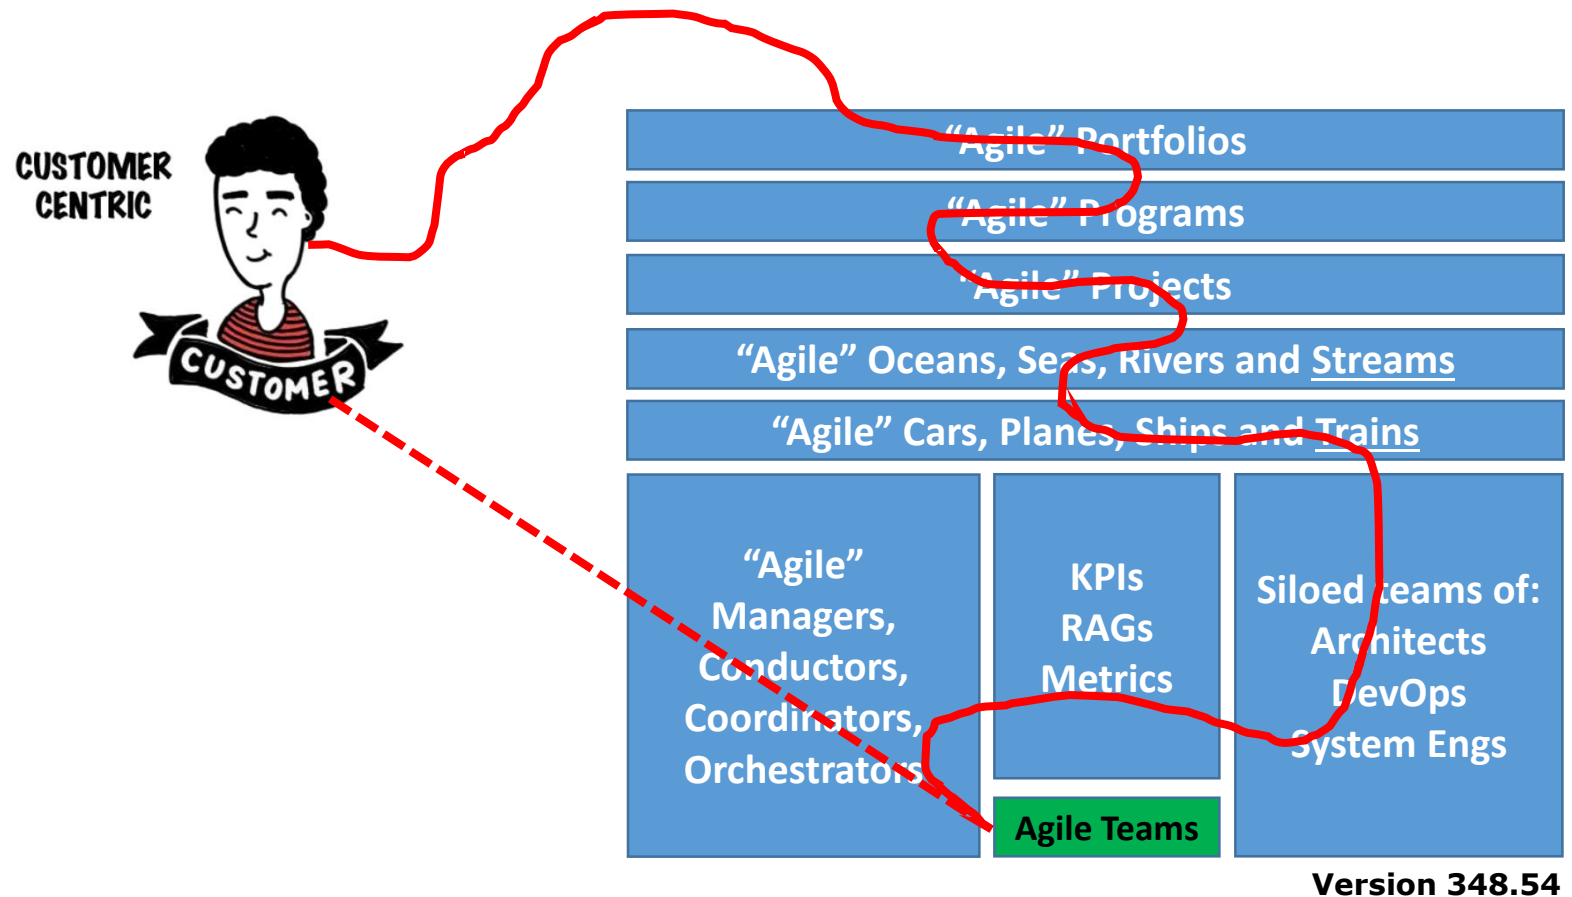 CUSTOMER
CENTRIC
CUSTOMER
“Agile” Portfolios
“Agile” Programs
“Agile” Projects
“Agile” Oceans, Seas, Rivers and Streams
“Agile” Cars, Planes, Ships and Trains
“Agile”
Managers,
Conductors,
Coordinators,
Orchestrators
KPIs
RAGs
Metrics
Siloed teams of:
Architects
DevOps
System Engs
Agile Teams
Version 348.54